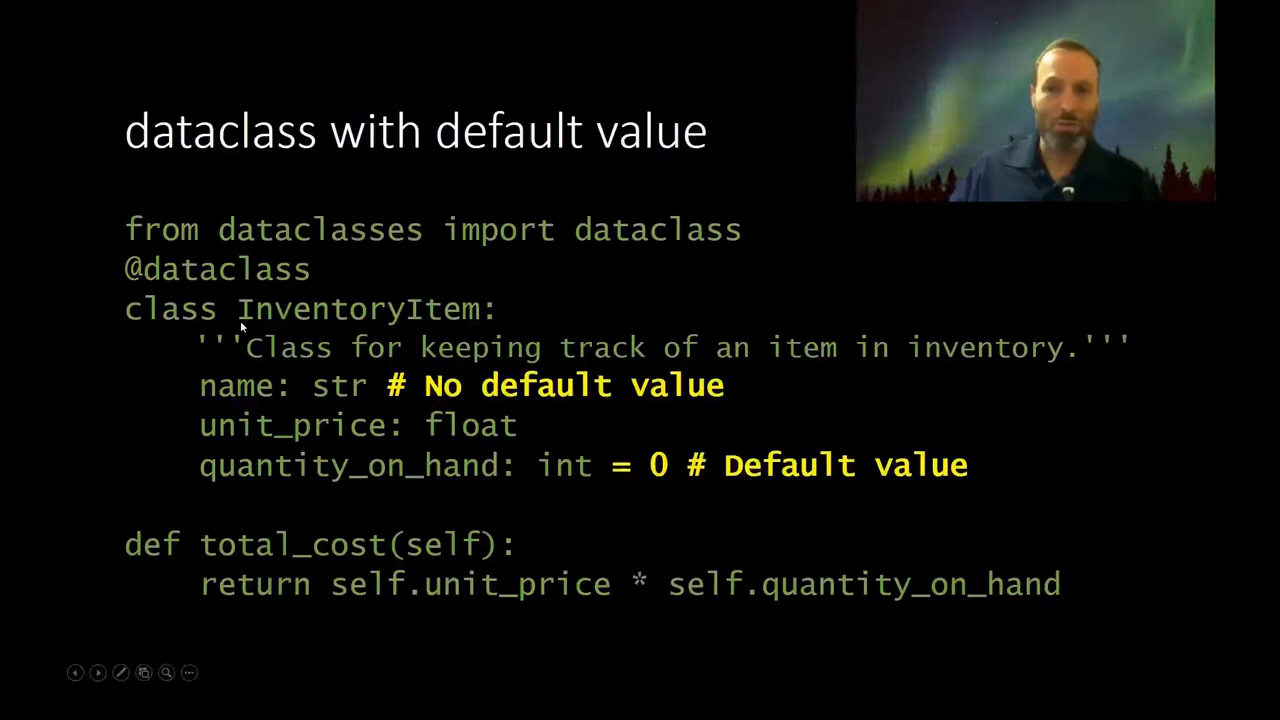 dataclass with default value
from dataclasses import dataclass
@dataclass
class InventoryItem:
    '''Class for keeping track of an item in inventory.'''
    name: str # No default value
    unit_price: float
    quantity_on_hand: int = 0 # Default value
def total_cost(self):
    return self.unit_price * self.quantity_on_hand